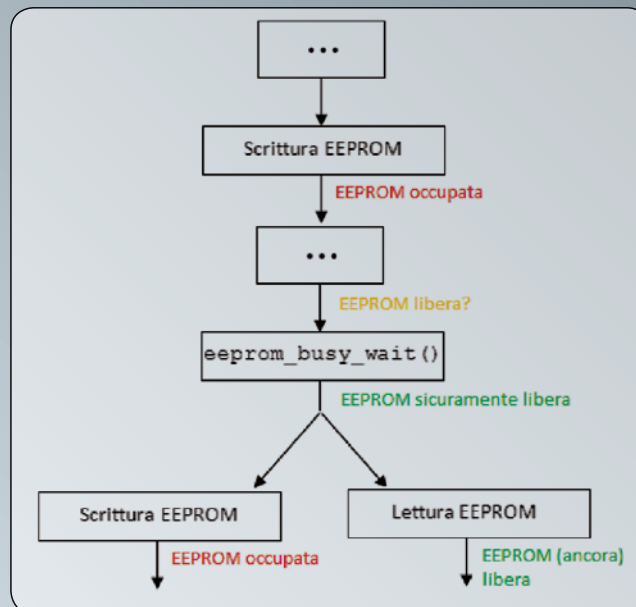 ...
Scrittura EEPROM
EEPROM occupata
...
EEPROM libera?
eeprom_busy_wait()
EEPROM sicuramente libera
Scrittura EEPROM
Lettura EEPROM
EEPROM occupata
EEPROM (ancora)
libera